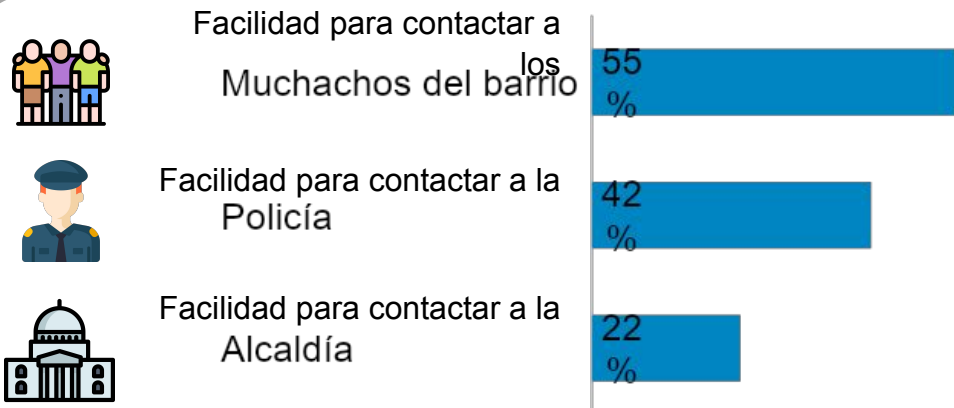 Facilidad para contactar a
los
Muchachos del barrio
55
%
Facilidad para contactar a la
Policía
42
%
Facilidad para contactar a la
Alcaldía
22
%